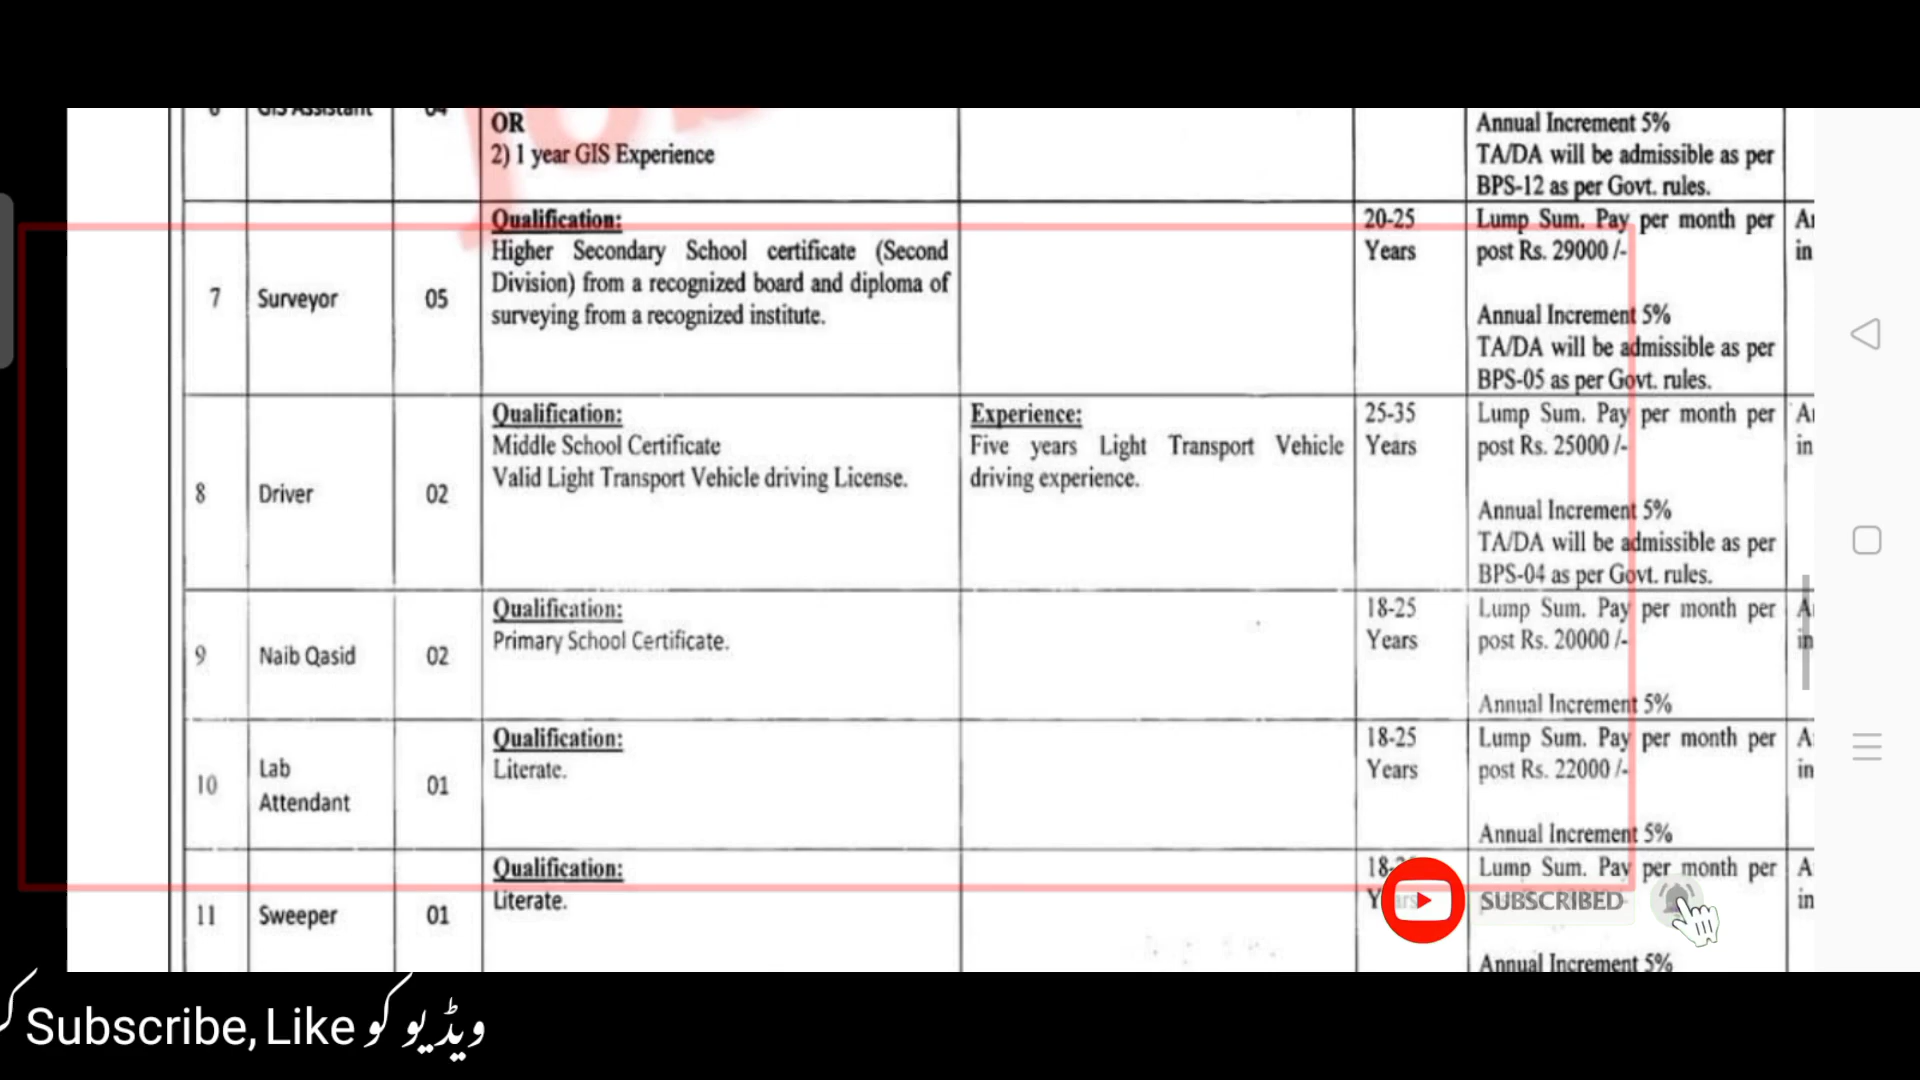 6 GIS Assistant 04
OR
2) 1 year GIS Experience
Annual Increment 5%
TA/DA will be admissible as per
BPS-12 as per Govt. rules.
7 Surveyor 05
Qualification:
Higher Secondary School certificate (Second
Division) from a recognized board and diploma of
surveying from a recognized institute.
20-25
Years
Lump Sum. Pay per month per
post Rs. 29000 /-
Annual Increment 5%
TA/DA will be admissible as per
BPS-05 as per Govt. rules.
8 Driver 02
Qualification:
Middle School Certificate
Valid Light Transport Vehicle driving License.
Experience:
Five years Light Transport Vehicle
driving experience.
25-35
Years
Lump Sum. Pay per month per
post Rs. 25000 /-
Annual Increment 5%
TA/DA will be admissible as per
BPS-04 as per Govt. rules.
9 Naib Qasid 02
Qualification:
Primary School Certificate.
18-25
Years
Lump Sum. Pay per month per
post Rs. 20000 /-
Annual Increment 5%
10 Lab
Attendant 01
Qualification:
Literate.
18-25
Years
Lump Sum. Pay per month per
post Rs. 22000 /-
Annual Increment 5%
11 Sweeper 01
Qualification:
Literate.
Lump Sum. Pay per month per
SUBSCRIBED
Annual Increment 5%
ویڈیو کو Subscribe, Like